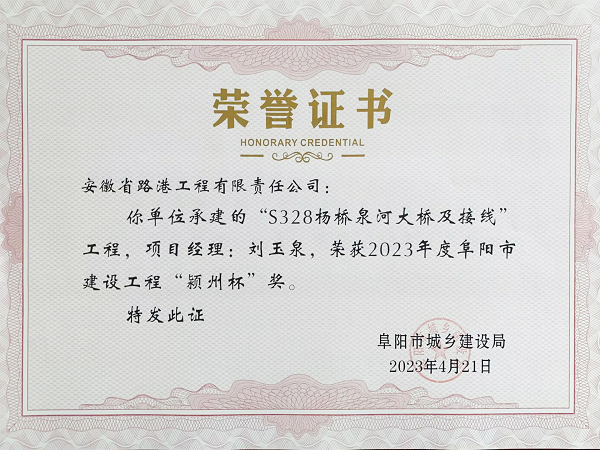 荣誉证书
HONORARY CREDENTIAL
安徽省路港工程有限责任公司：
你单位承建的“S328杨桥泉河大桥及接线”
工程，项目经理：刘玉泉，荣获2023年度阜阳市
建设工程“颍州杯”奖。
特发此证
阜阳市城乡建设局
2023年4月21日